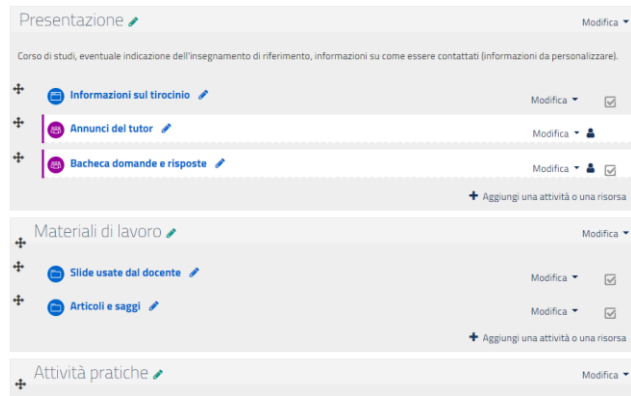 Presentazione
Modifica
Corso di studi, eventuale indicazione dell'insegnamento di riferimento, informazioni su come essere contattati (informazioni da personalizzare).
Informazioni sul tirocinio
Modifica
Annunci del tutor
Modifica
Bacheca domande e risposte
Modifica
Aggiungi una attività o una risorsa
Materiali di lavoro
Modifica
Slide usate dal docente
Modifica
Articoli e saggi
Modifica
Aggiungi una attività o una risorsa
Attività pratiche
Modifica